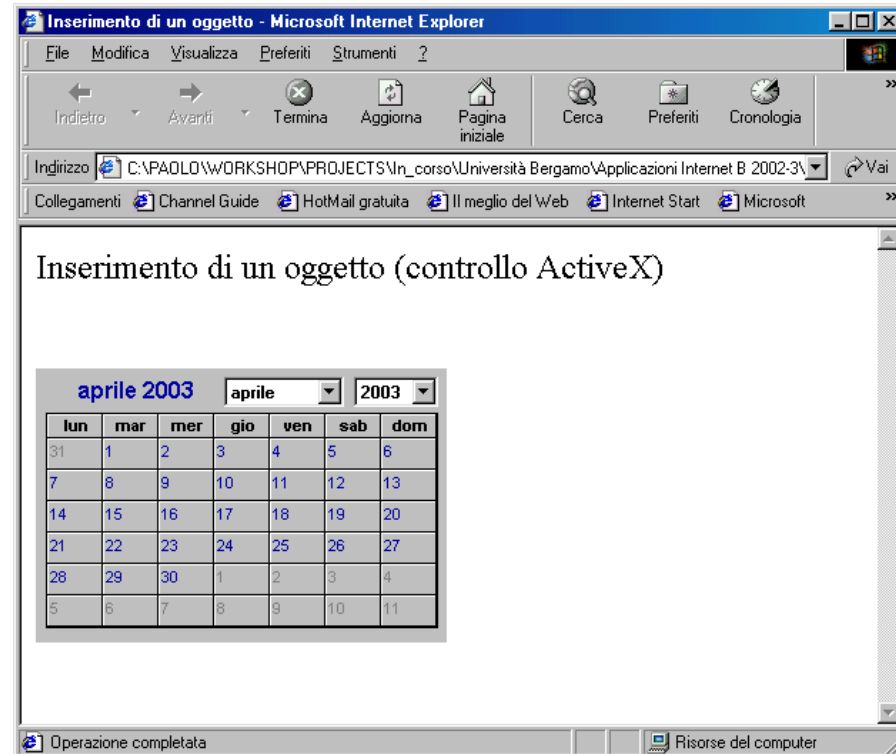 Inserimento di un oggetto - Microsoft Internet Explorer
File Modifica Visualizza Preferiti Strumenti ?
Indietro Avanti Termina Aggiorna Pagina iniziale Cerca Preferiti Cronologia »
Indirizzo C:\PAOLO\WORKSHOP\PROJECTS\In_corso\Università Bergamo\Applicazioni Internet B 2002-3\ Vai
Collegamenti Channel Guide HotMail gratuita Il meglio del Web Internet Start Microsoft »
Inserimento di un oggetto (controllo ActiveX)
aprile 2003 aprile 2003
lun mar mer gio ven sab dom
31 1 2 3 4 5 6
7 8 9 10 11 12 13
14 15 16 17 18 19 20
21 22 23 24 25 26 27
28 29 30 1 2 3 4
5 6 7 8 9 10 11
Operazione completata Risorse del computer